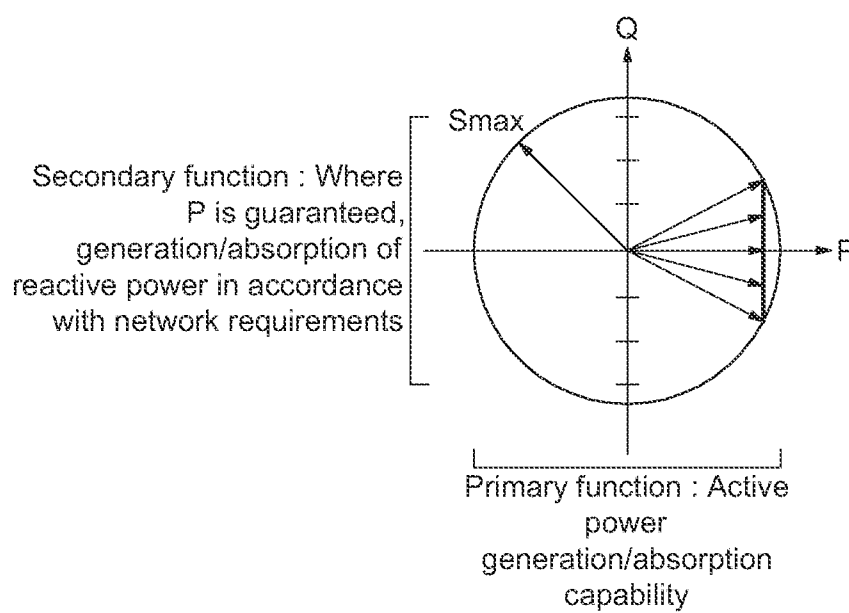 Q
Smax
Secondary function : Where
P is guaranteed,
generation/absorption of
reactive power in accordance
with network requirements
P
Primary function : Active
power
generation/absorption
capability